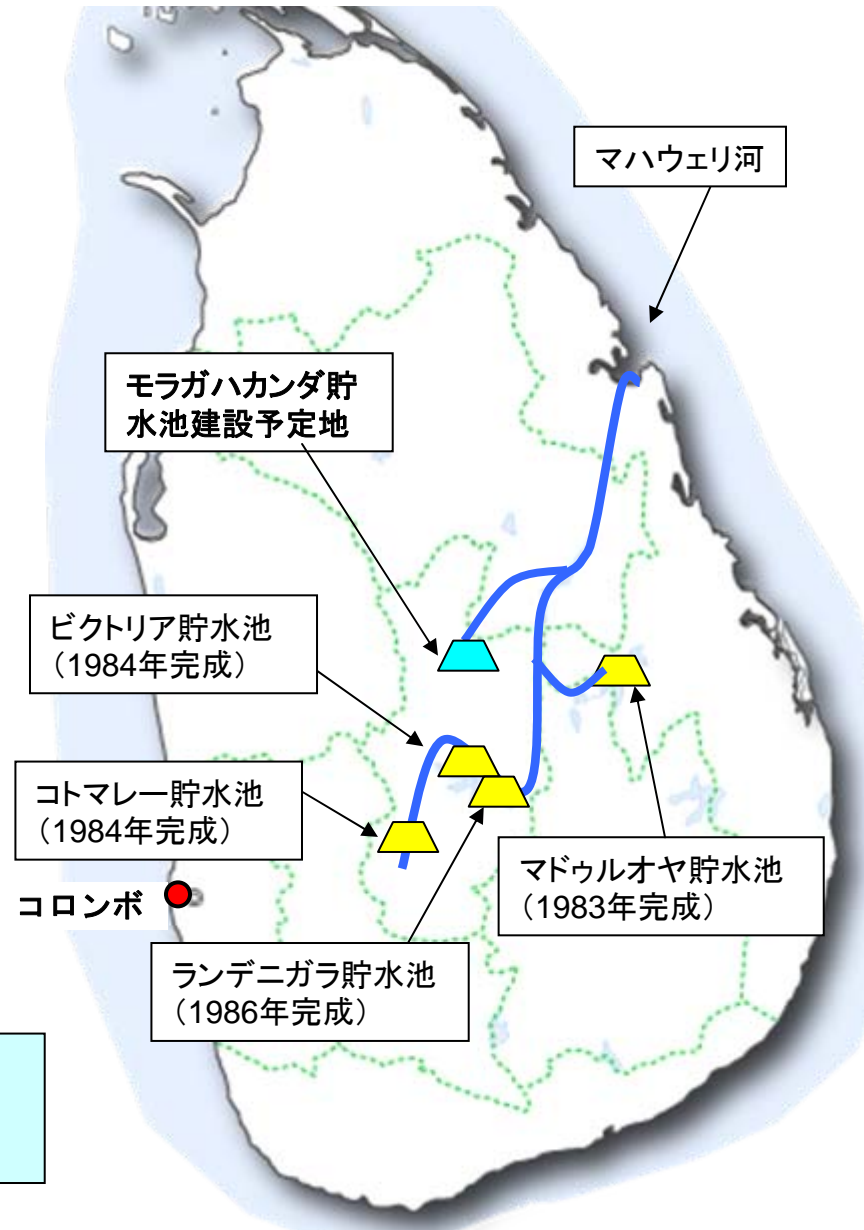 マハウェリ河
モラガハカンダ貯
水池建設予定地
ビクトリア貯水池
（1984年完成）
コトマレー貯水池
（1984年完成）
マドゥルオヤ貯水池
（1983年完成）
コロンボ
ランデニガラ貯水池
（1986年完成）